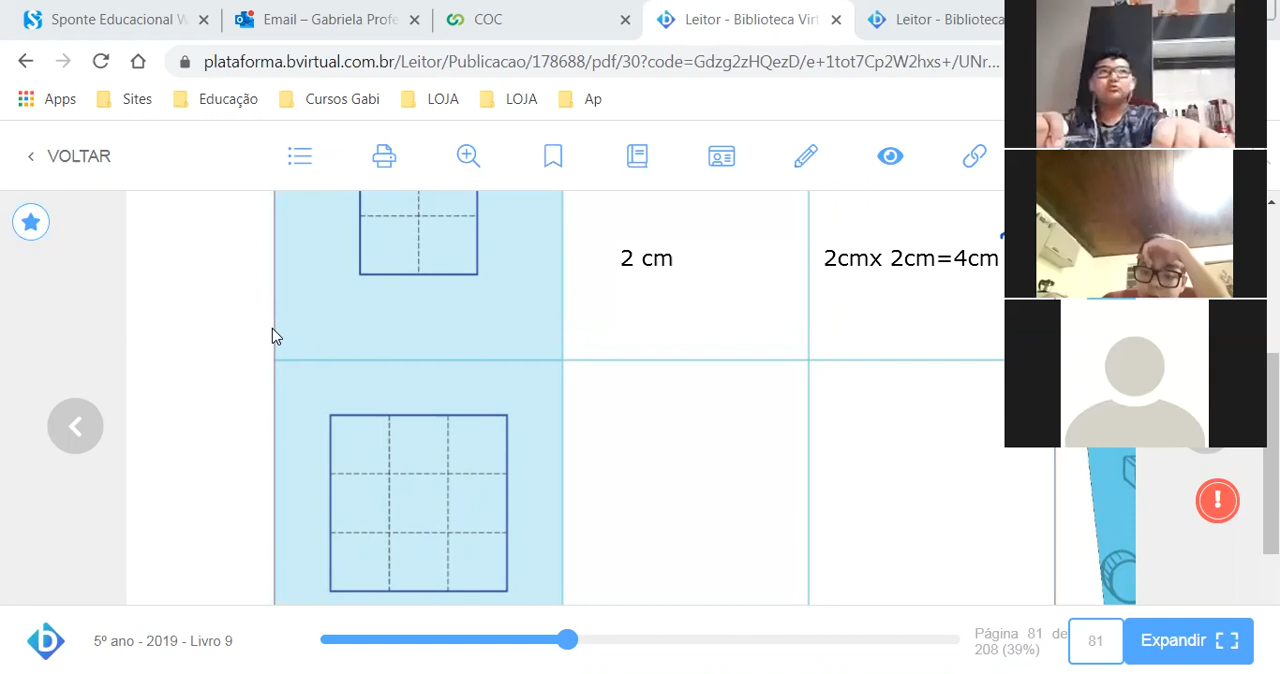 Sponte Educacional W
Email – Gabriela Profe
COC
Leitor - Biblioteca Virt
Leitor - Biblioteca
plataforma.bvirtual.com.br/Leitor/Publicacao/178688/pdf/30?code=Gdzg2zHQezD/e+1tot7Cp2W2hxs+/UNr...
Apps Sites Educação Cursos Gabi LOJA LOJA Ap
VOLTAR
2 cm
2cmx 2cm=4cm
5º ano - 2019 - Livro 9
Página 81 de
208 (39%)
81
Expandir